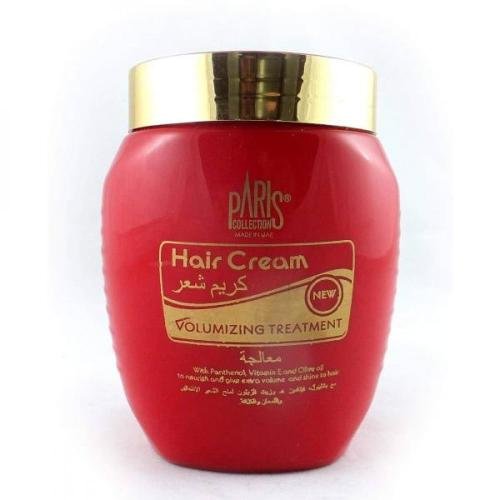 PARIS®
COLLECTION
MADE IN UAE
Hair Cream
كريم شعر
NEW
VOLUMIZING TREATMENT
معالجة
With Panthenol, Vitamin E and Olive oil
to nourish and give extra volume and shine to hair